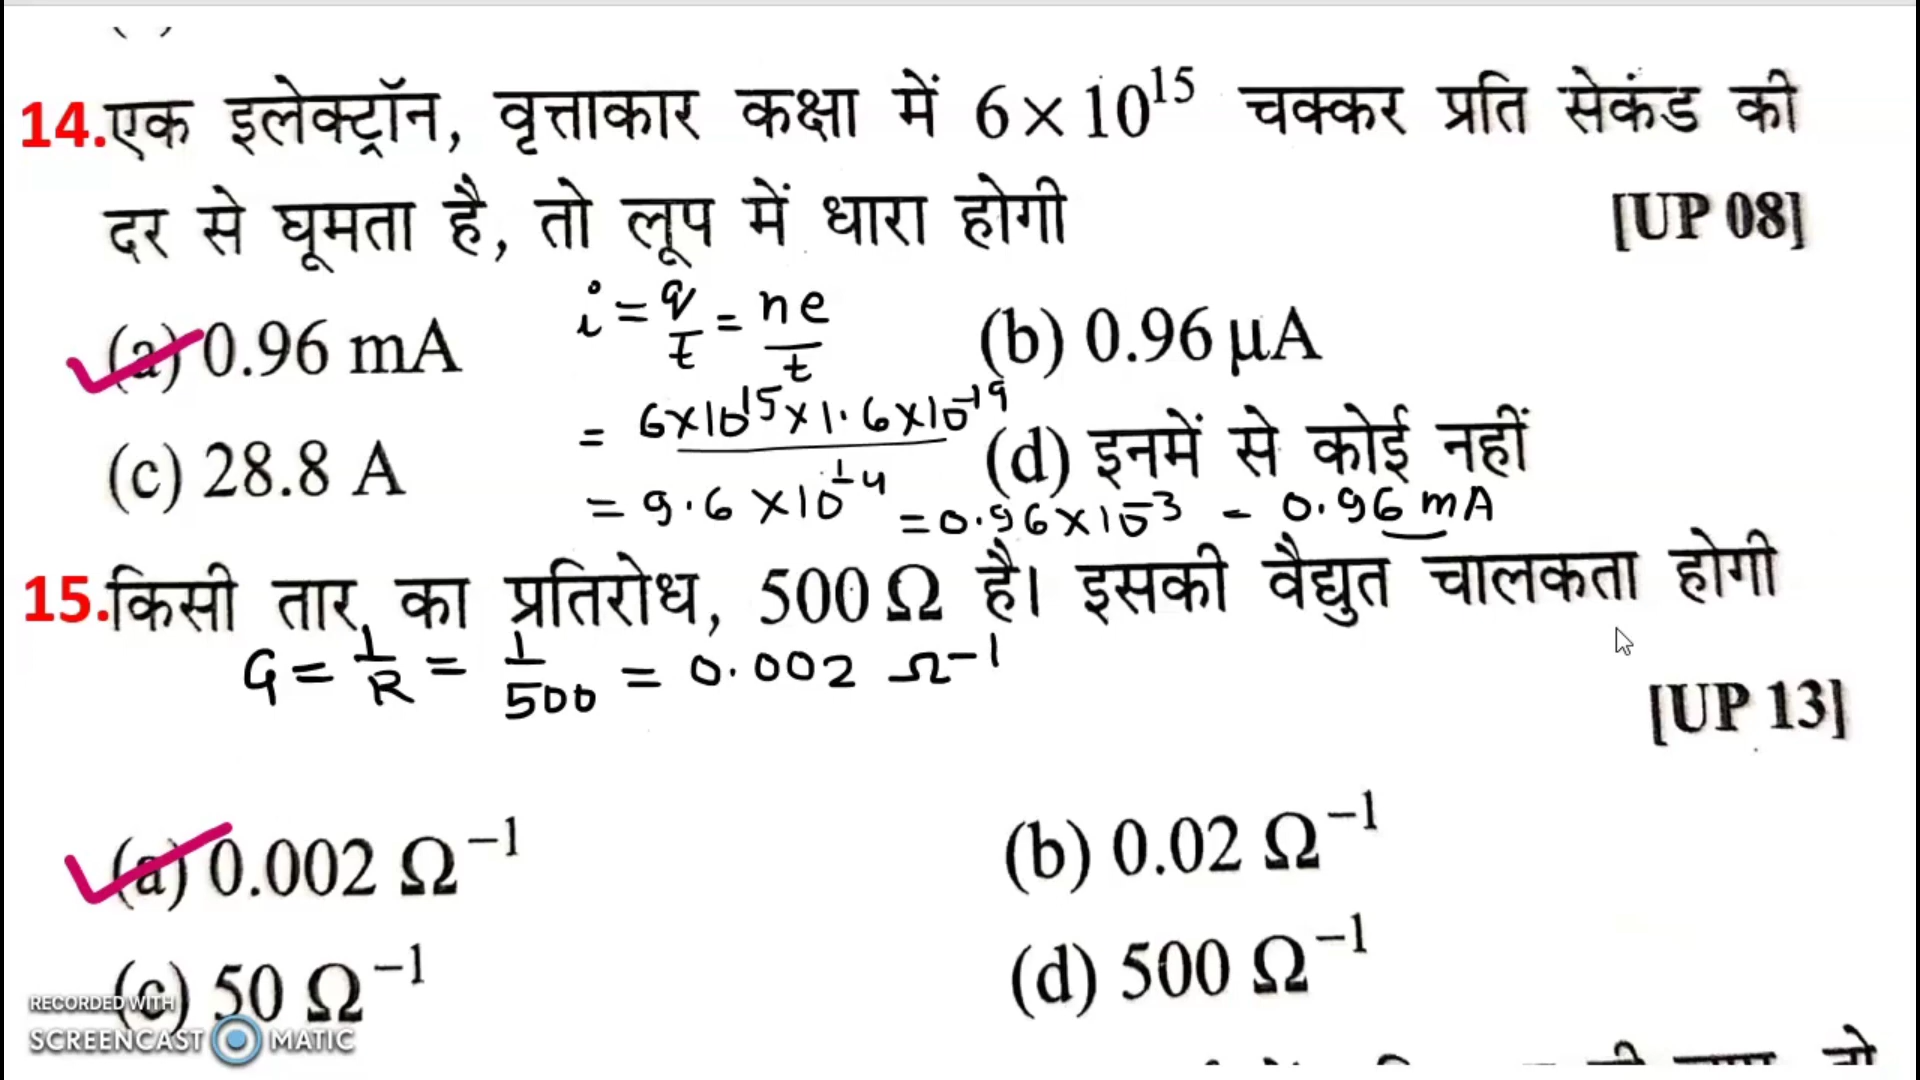 14.एक इलेक्ट्रॉन, वृत्ताकार कक्षा में 6 × 10¹⁵ चक्कर प्रति सेकंड की
दर से घूमता है, तो लूप में धारा होगी [UP 08]
(a) 0.96 mA (b) 0.96 μA
i = q/t = ne/t
= 6×10¹⁵×1.6×10⁻¹⁹/1
(c) 28.8 A (d) इनमें से कोई नहीं
= 9.6 ×10⁻⁴ = 0.96×10⁻³ - 0.96 mA
15.किसी तार का प्रतिरोध, 500 Ω है। इसकी वैद्युत चालकता होगी
G = 1/R = 1/500 = 0.002 Ω⁻¹
[UP 13]
(a) 0.002 Ω⁻¹ (b) 0.02 Ω⁻¹
(c) 50 Ω⁻¹ (d) 500 Ω⁻¹
RECORDED WITH
SCREENCAST MATIC